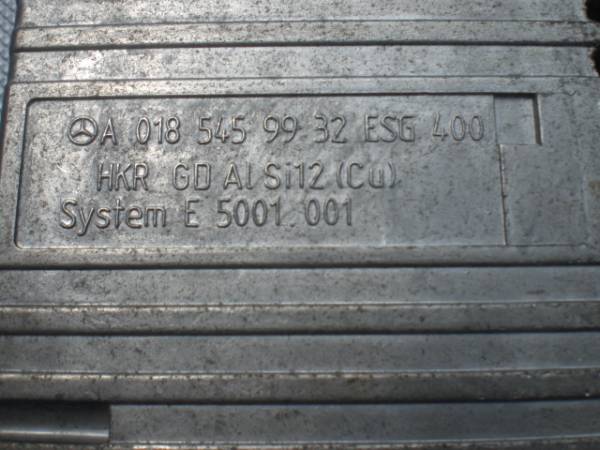 A 018 545 99 32 ESG 400
HKR GD AlSi12(Cu)
System E 5001 001